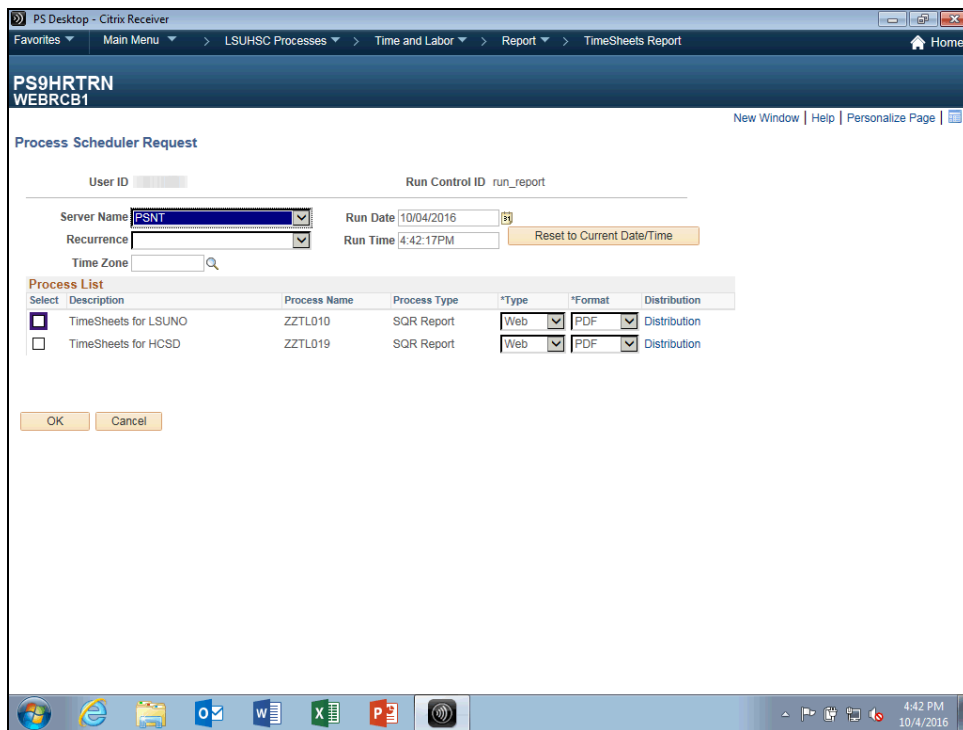 PS Desktop - Citrix Receiver
Favorites Main Menu > LSUHSC Processes > Time and Labor > Report > TimeSheets Report Home
PS9HRTRN
WEBRCB1
New Window | Help | Personalize Page |
Process Scheduler Request
User ID Run Control ID run_report
Server Name PSNT Run Date 10/04/2016 31
Recurrence Run Time 4:42:17PM Reset to Current Date/Time
Time Zone
Process List
Select Description Process Name Process Type *Type *Format Distribution
TimeSheets for LSUNO ZZTL010 SQR Report Web PDF Distribution
TimeSheets for HCSD ZZTL019 SQR Report Web PDF Distribution
OK Cancel
4:42 PM
10/4/2016